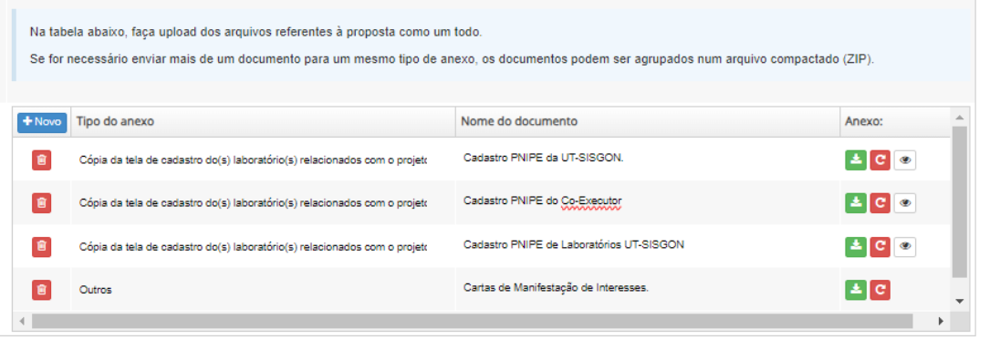 Na tabela abaixo, faça upload dos arquivos referentes à proposta como um todo.
Se for necessário enviar mais de um documento para um mesmo tipo de anexo, os documentos podem ser agrupados num arquivo compactado (ZIP).
+ Novo Tipo do anexo Nome do documento Anexo:
Cópia da tela de cadastro do(s) laboratório(s) relacionados com o projeto Cadastro PNIPE da UT-SISGON.
Cópia da tela de cadastro do(s) laboratório(s) relacionados com o projeto Cadastro PNIPE do Co-Executor
Cópia da tela de cadastro do(s) laboratório(s) relacionados com o projeto Cadastro PNIPE de Laboratórios UT-SISGON
Outros Cartas de Manifestação de Interesses.